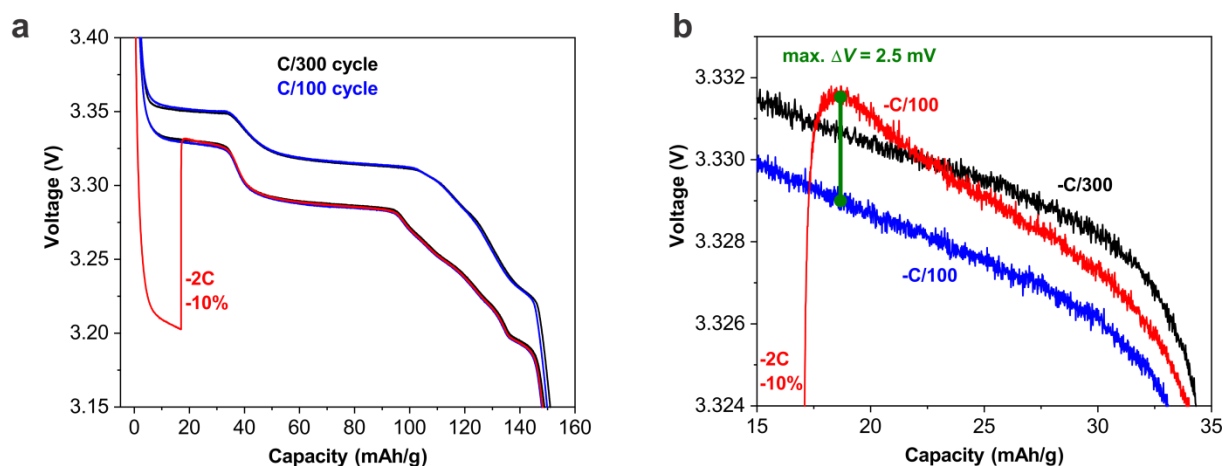 a
3.40
3.35
3.30
3.25
3.20
3.15
Voltage (V)
C/300 cycle
C/100 cycle
-2C
-10%
0
20
40
60
80
100
120
140
160
Capacity (mAh/g)
b
3.332
3.330
3.328
3.326
3.324
Voltage (V)
max. ΔV = 2.5 mV
-C/100
-C/300
-C/100
-2C
-10%
15
20
25
30
35
Capacity (mAh/g)